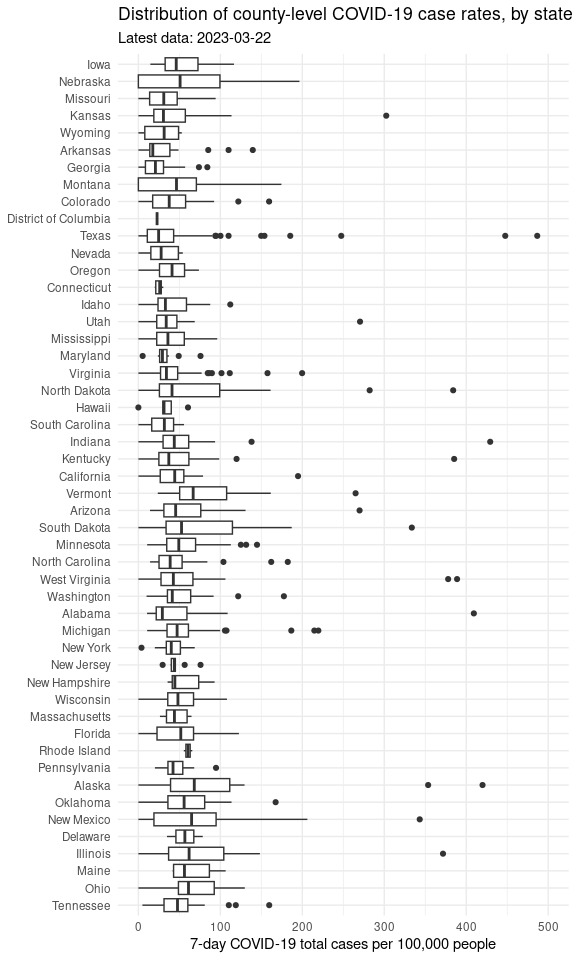 Distribution of county-level COVID-19 case rates, by state
Latest data: 2023-03-22
Iowa
Nebraska
Missouri
Kansas
Wyoming
Arkansas
Georgia
Montana
Colorado
District of Columbia
Texas
Nevada
Oregon
Connecticut
Idaho
Utah
Mississippi
Maryland
Virginia
North Dakota
Hawaii
South Carolina
Indiana
Kentucky
California
Vermont
Arizona
South Dakota
Minnesota
North Carolina
West Virginia
Washington
Alabama
Michigan
New York
New Jersey
New Hampshire
Wisconsin
Massachusetts
Florida
Rhode Island
Pennsylvania
Alaska
Oklahoma
New Mexico
Delaware
Illinois
Maine
Ohio
Tennessee
0 100 200 300 400 500
7-day COVID-19 total cases per 100,000 people